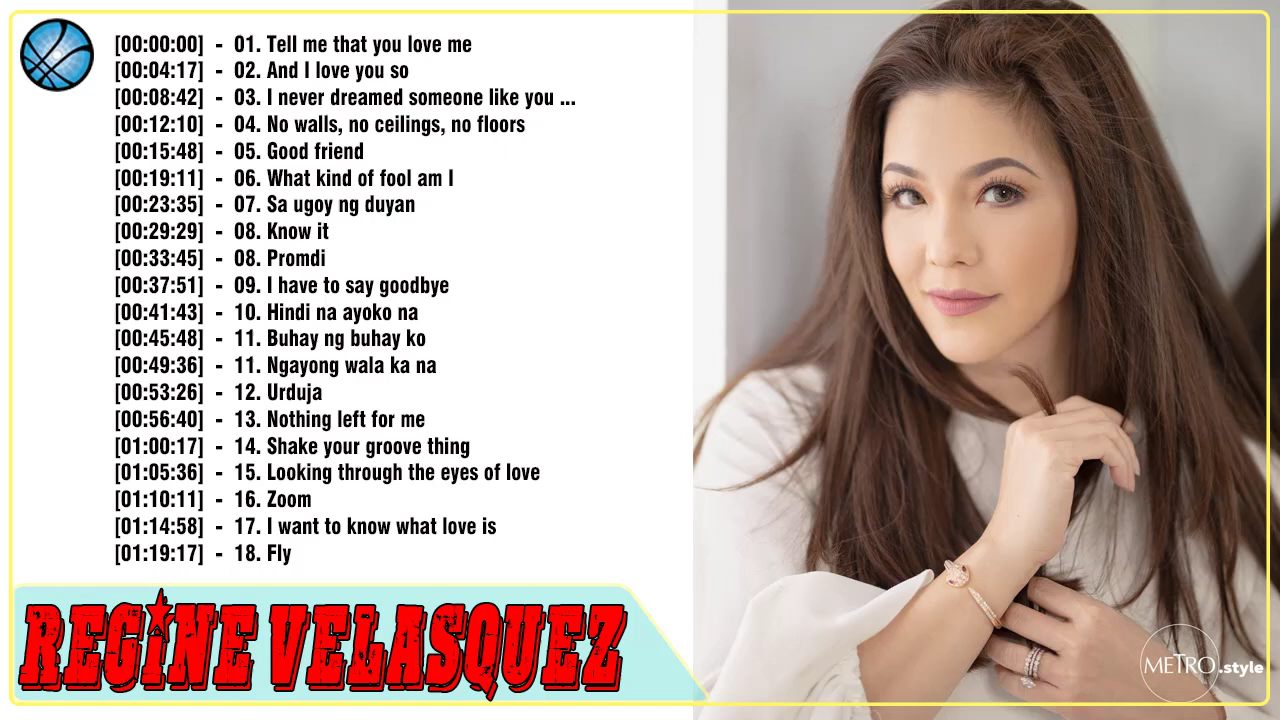 [00:00:00] - 01. Tell me that you love me
[00:04:17] - 02. And I love you so
[00:08:42] - 03. I never dreamed someone like you ...
[00:12:10] - 04. No walls, no ceilings, no floors
[00:15:48] - 05. Good friend
[00:19:11] - 06. What kind of fool am I
[00:23:35] - 07. Sa ugoy ng duyan
[00:29:29] - 08. Know it
[00:33:45] - 08. Promdi
[00:37:51] - 09. I have to say goodbye
[00:41:43] - 10. Hindi na ayoko na
[00:45:48] - 11. Buhay ng buhay ko
[00:49:36] - 11. Ngayong wala ka na
[00:53:26] - 12. Urduja
[00:56:40] - 13. Nothing left for me
[01:00:17] - 14. Shake your groove thing
[01:05:36] - 15. Looking through the eyes of love
[01:10:11] - 16. Zoom
[01:14:58] - 17. I want to know what love is
[01:19:17] - 18. Fly
REGINE VELASQUEZ
METRO.style